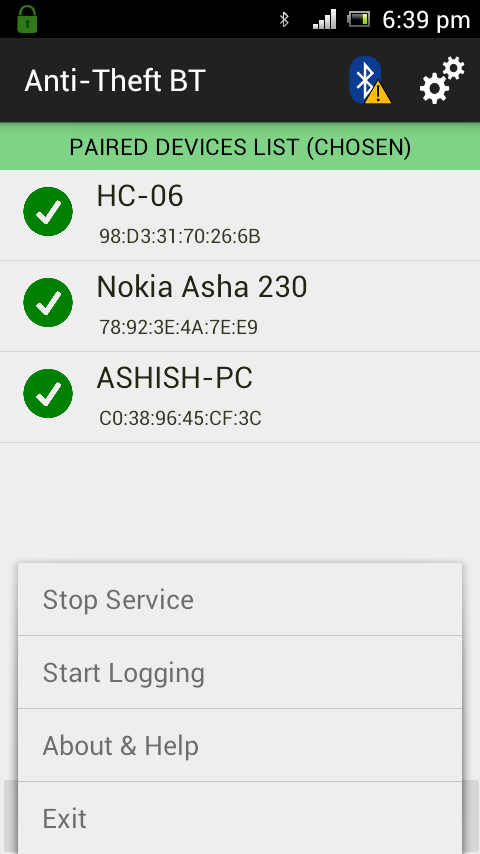 6:39 pm
Anti-Theft BT
PAIRED DEVICES LIST (CHOSEN)
HC-06
98:D3:31:70:26:6B
Nokia Asha 230
78:92:3E:4A:7E:E9
ASHISH-PC
C0:38:96:45:CF:3C
Stop Service
Start Logging
About & Help
Exit